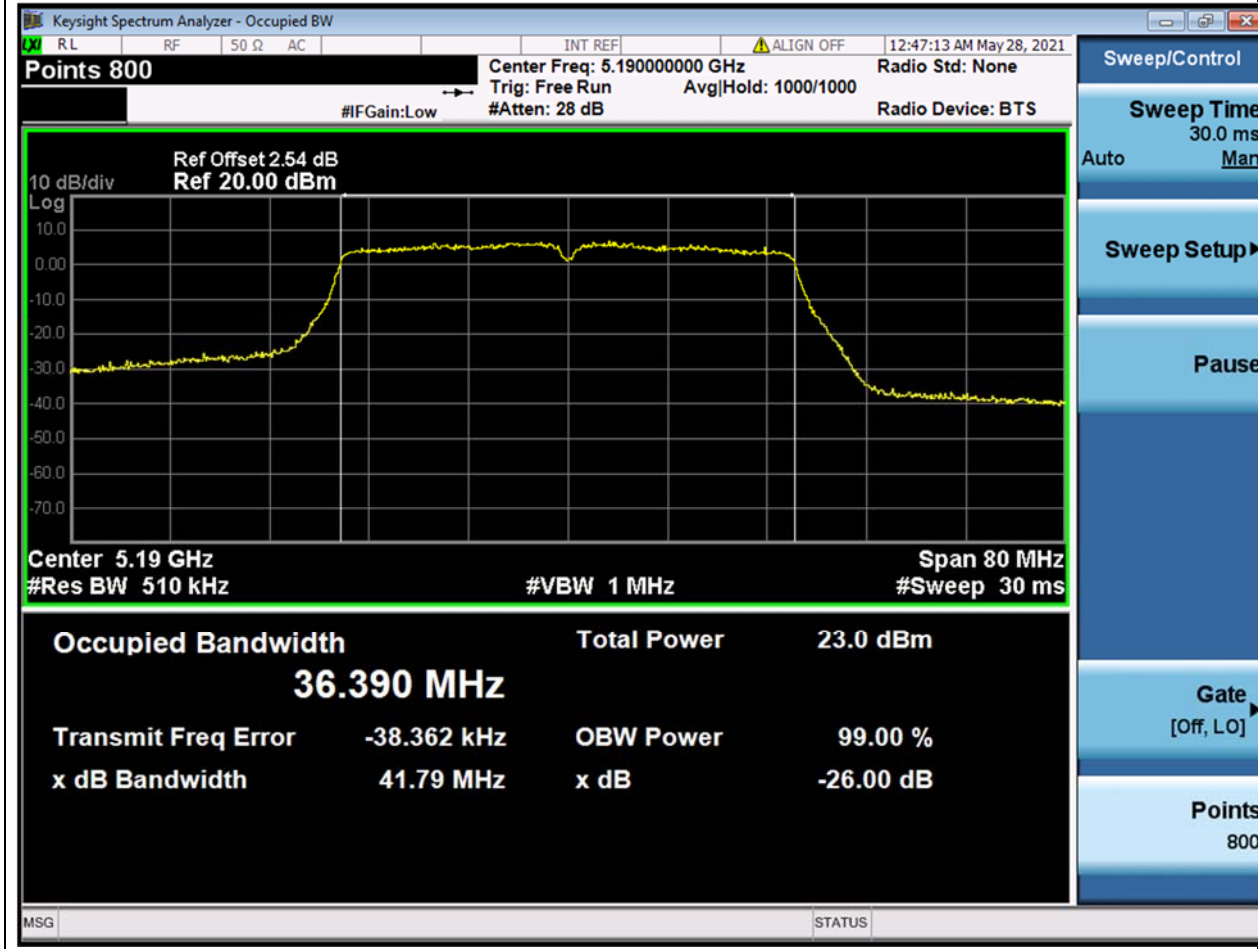 Keysight Spectrum Analyzer - Occupied BW
LXI RL RF 50 Ω AC INT REF ALIGN OFF 12:47:13 AM May 28, 2021
Points 800
Center Freq: 5.190000000 GHz Radio Std: None
Trig: Free Run Avg|Hold: 1000/1000
#IFGain:Low #Atten: 28 dB Radio Device: BTS
Ref Offset 2.54 dB
10 dB/div Ref 20.00 dBm
Log
10.0
0.00
-10.0
-20.0
-30.0
-40.0
-50.0
-60.0
-70.0
Center 5.19 GHz Span 80 MHz
#Res BW 510 kHz #VBW 1 MHz #Sweep 30 ms
Occupied Bandwidth Total Power 23.0 dBm
36.390 MHz
Transmit Freq Error -38.362 kHz OBW Power 99.00 %
x dB Bandwidth 41.79 MHz x dB -26.00 dB
MSG STATUS
Sweep/Control
Sweep Time
30.0 ms
Auto Man
Sweep Setup
Pause
Gate
[Off, LO]
Points
800